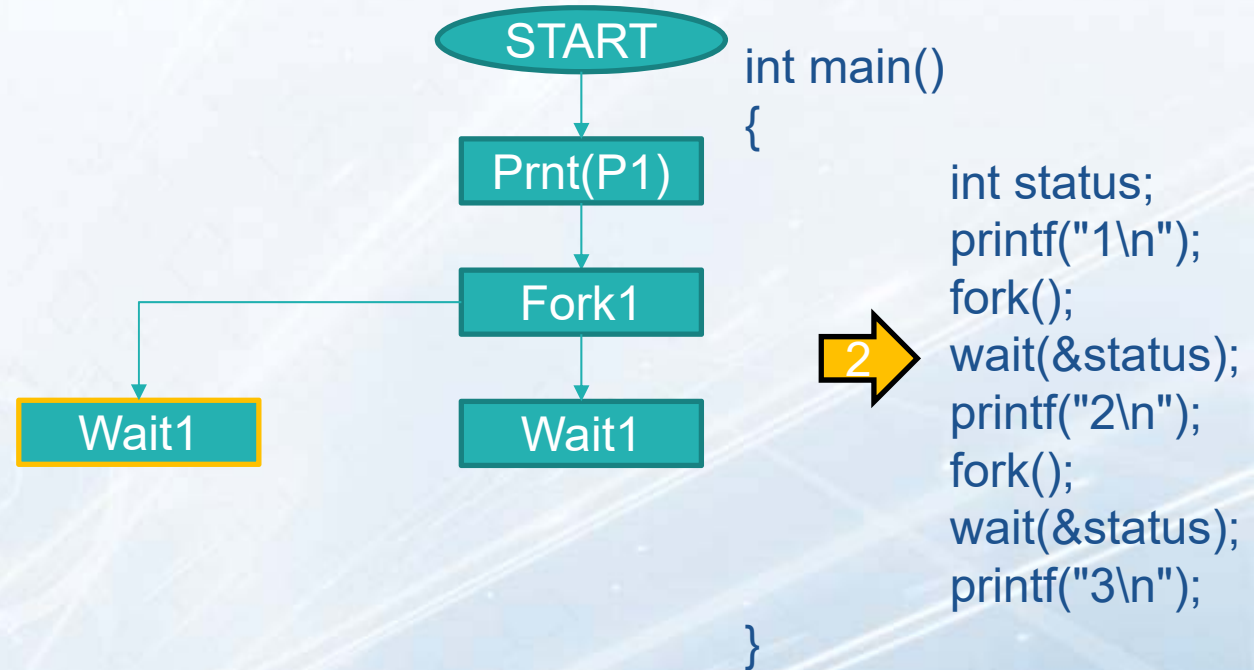 START
Prnt(P1)
Fork1
Wait1
Wait1
2
int main()
{
int status;
printf("1\n");
fork();
wait(&status);
printf("2\n");
fork();
wait(&status);
printf("3\n");
}